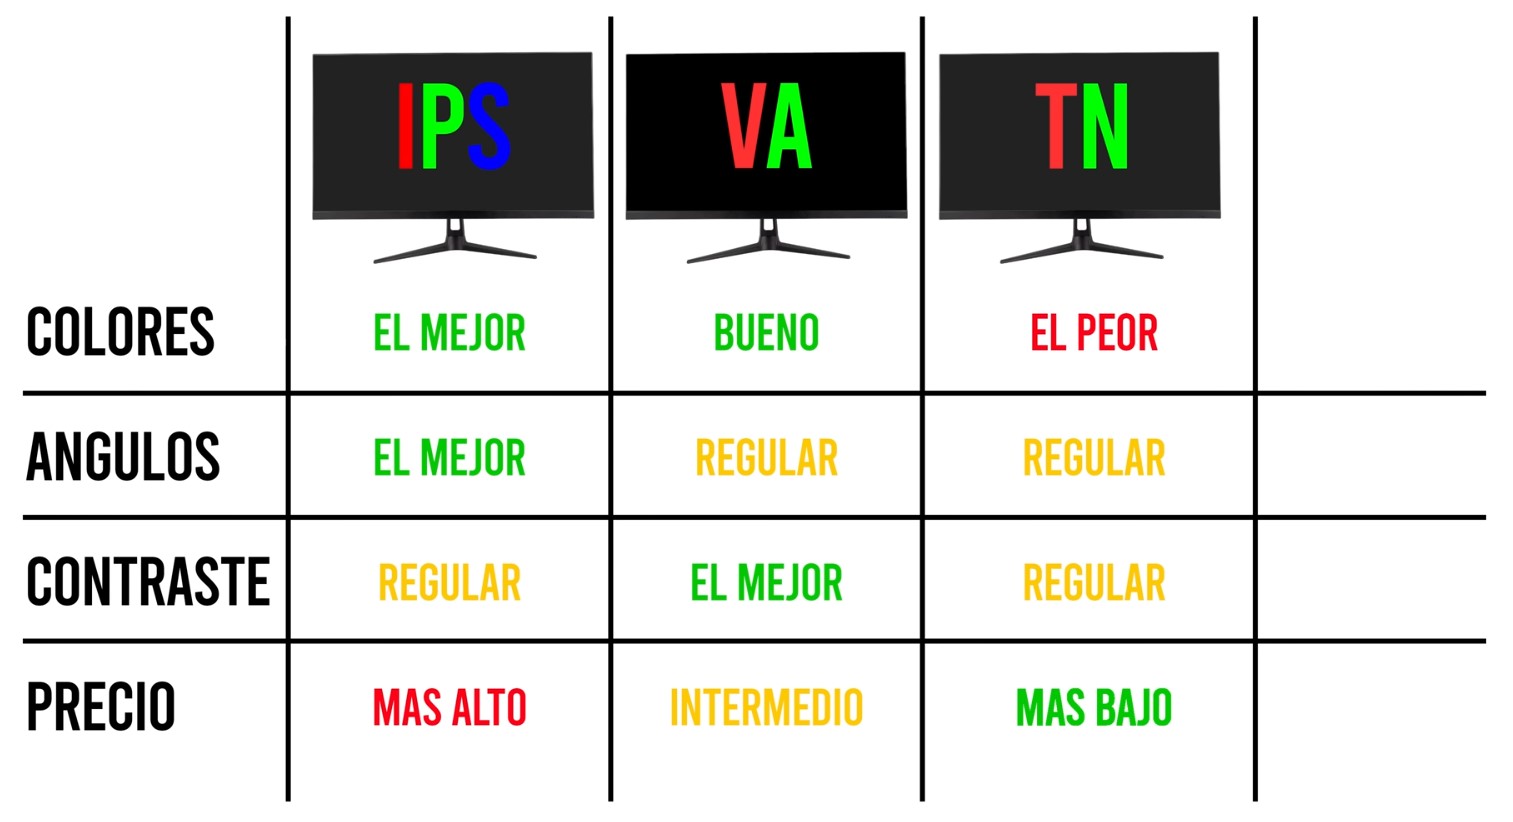 IPS VA TN
COLORES EL MEJOR BUENO EL PEOR
ANGULOS EL MEJOR REGULAR REGULAR
CONTRASTE REGULAR EL MEJOR REGULAR
PRECIO MAS ALTO INTERMEDIO MAS BAJO